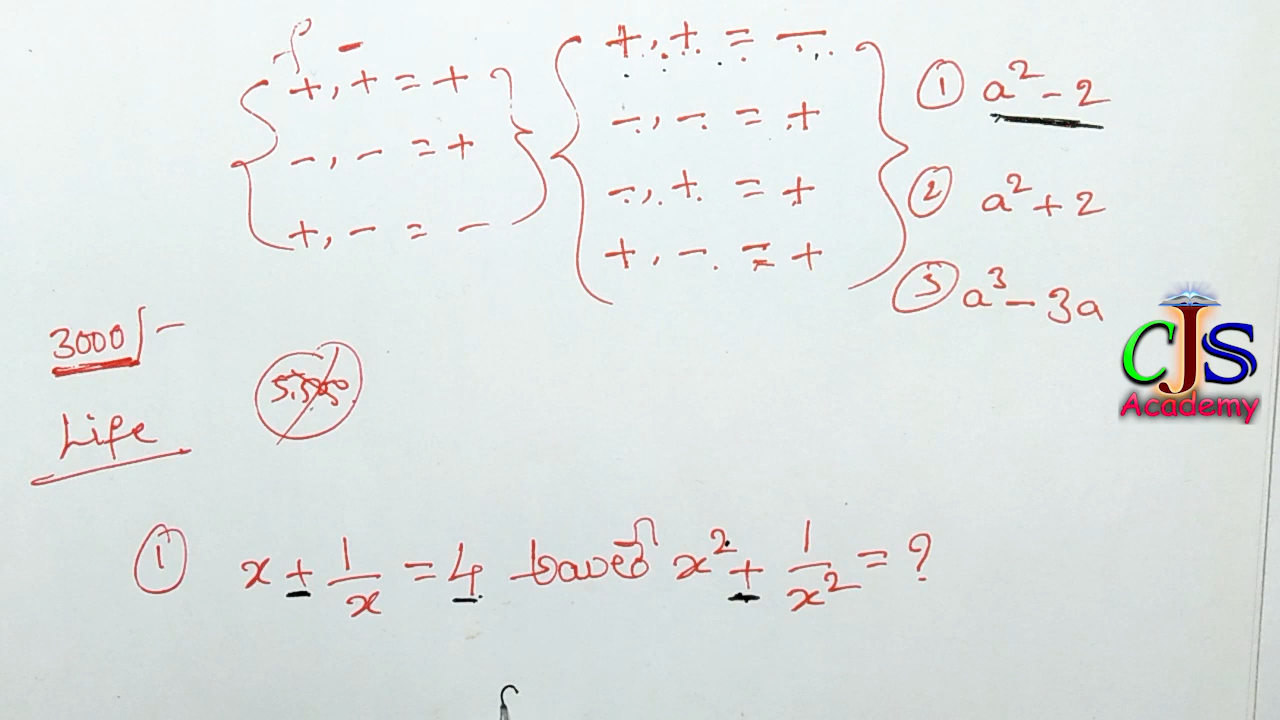 +, + = +
-, - = +
+, - = -
+, + = -
-, - = +
-, + = +
+, - = +
① a² - 2
② a² + 2
③ a³ - 3a
3000/-
Life
CJS
Academy
① x + 1/x = 4 எனில் x² + 1/x² = ?